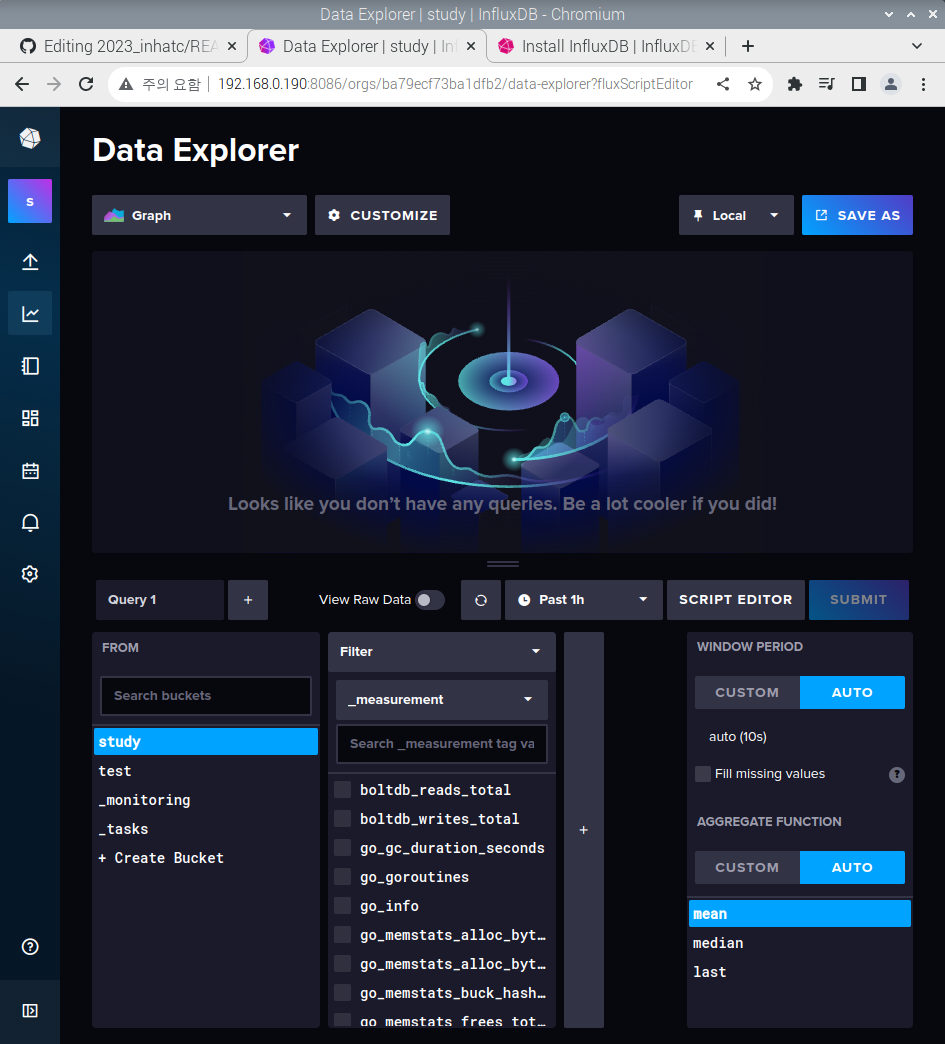 Data Explorer | study | InfluxDB - Chromium
Editing 2023_inhatc/REA
Data Explorer | study | Inf
Install InfluxDB | InfluxDB
주의 요함
192.168.0.190:8086/orgs/ba79ecf73ba1dfb2/data-explorer?fluxScriptEditor
Data Explorer
S
Graph
CUSTOMIZE
Local
SAVE AS
Looks like you don’t have any queries. Be a lot cooler if you did!
Query 1
+
View Raw Data
Past 1h
SCRIPT EDITOR
SUBMIT
FROM
Search buckets
study
test
_monitoring
_tasks
+ Create Bucket
Filter
_measurement
Search _measurement tag va
boltdb_reads_total
boltdb_writes_total
go_gc_duration_seconds
go_goroutines
go_info
go_memstats_alloc_byt…
go_memstats_alloc_byt…
go_memstats_buck_hash…
go_memstats_frees_tot…
+
WINDOW PERIOD
CUSTOM
AUTO
auto (10s)
Fill missing values
?
AGGREGATE FUNCTION
CUSTOM
AUTO
mean
median
last